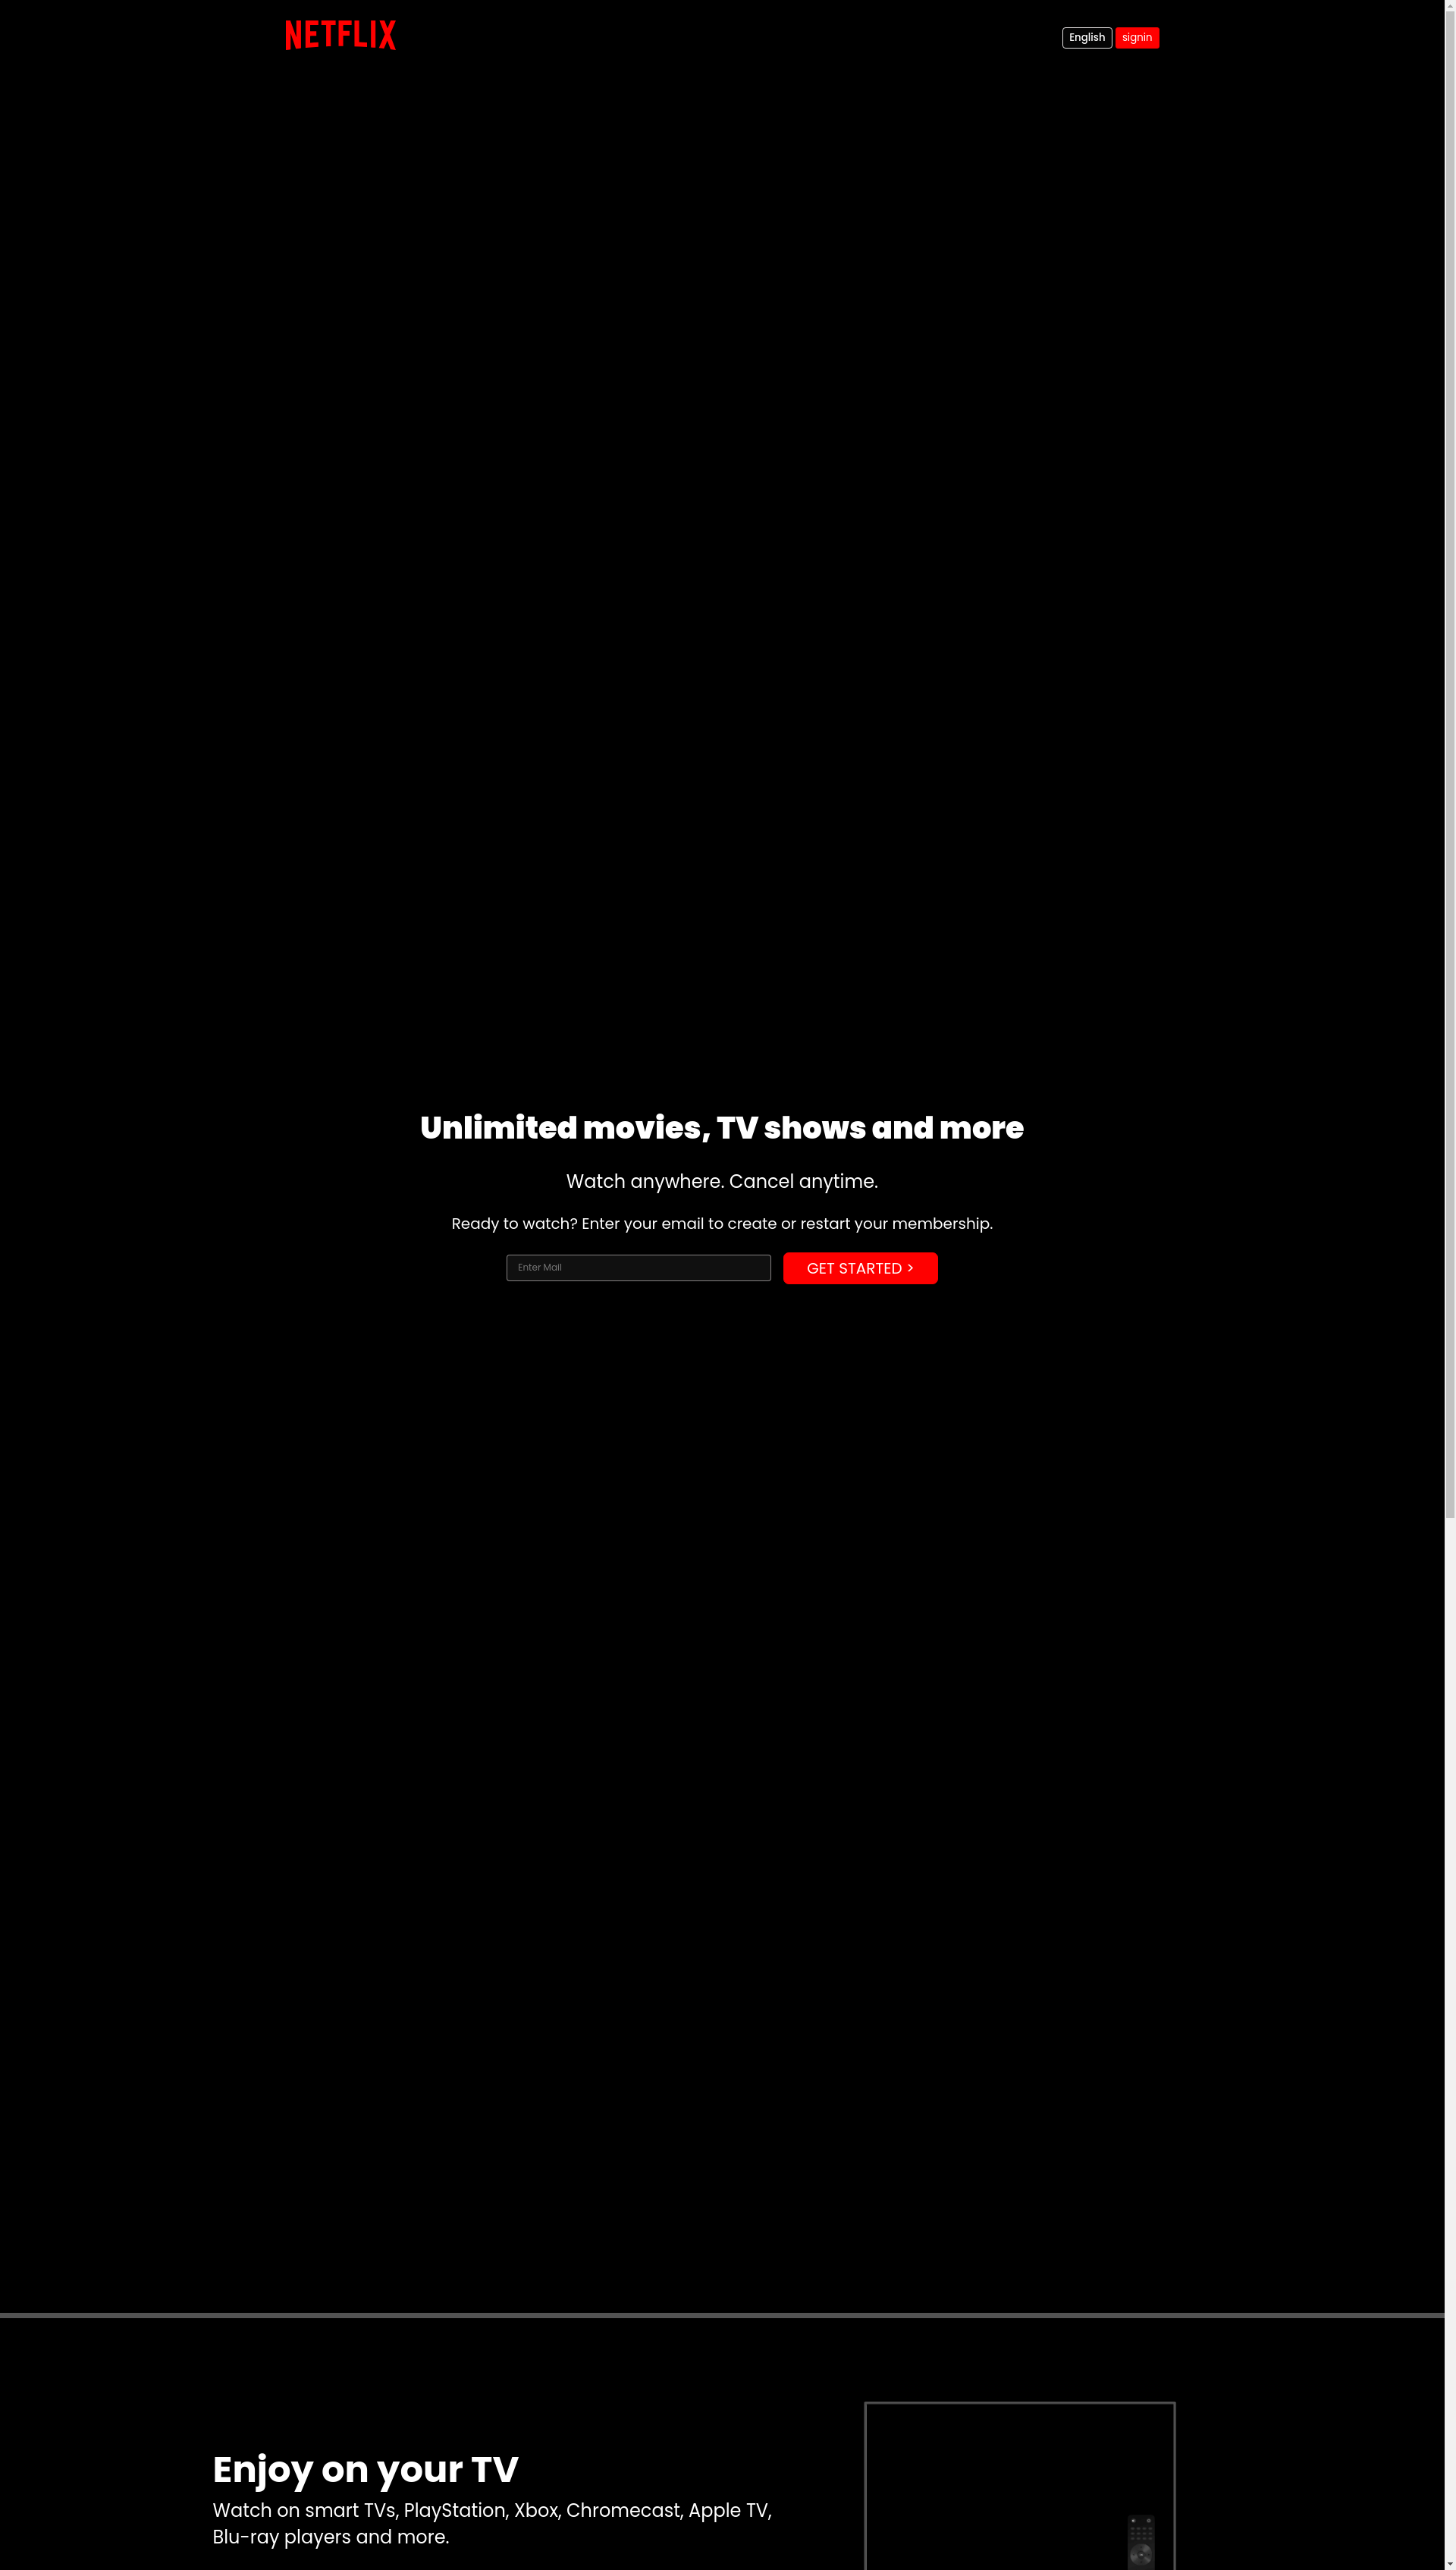 NETFLIX
English signin
Unlimited movies, TV shows and more
Watch anywhere. Cancel anytime.
Ready to watch? Enter your email to create or restart your membership.
Enter Mail GET STARTED >
Enjoy on your TV
Watch on smart TVs, PlayStation, Xbox, Chromecast, Apple TV,
Blu-ray players and more.